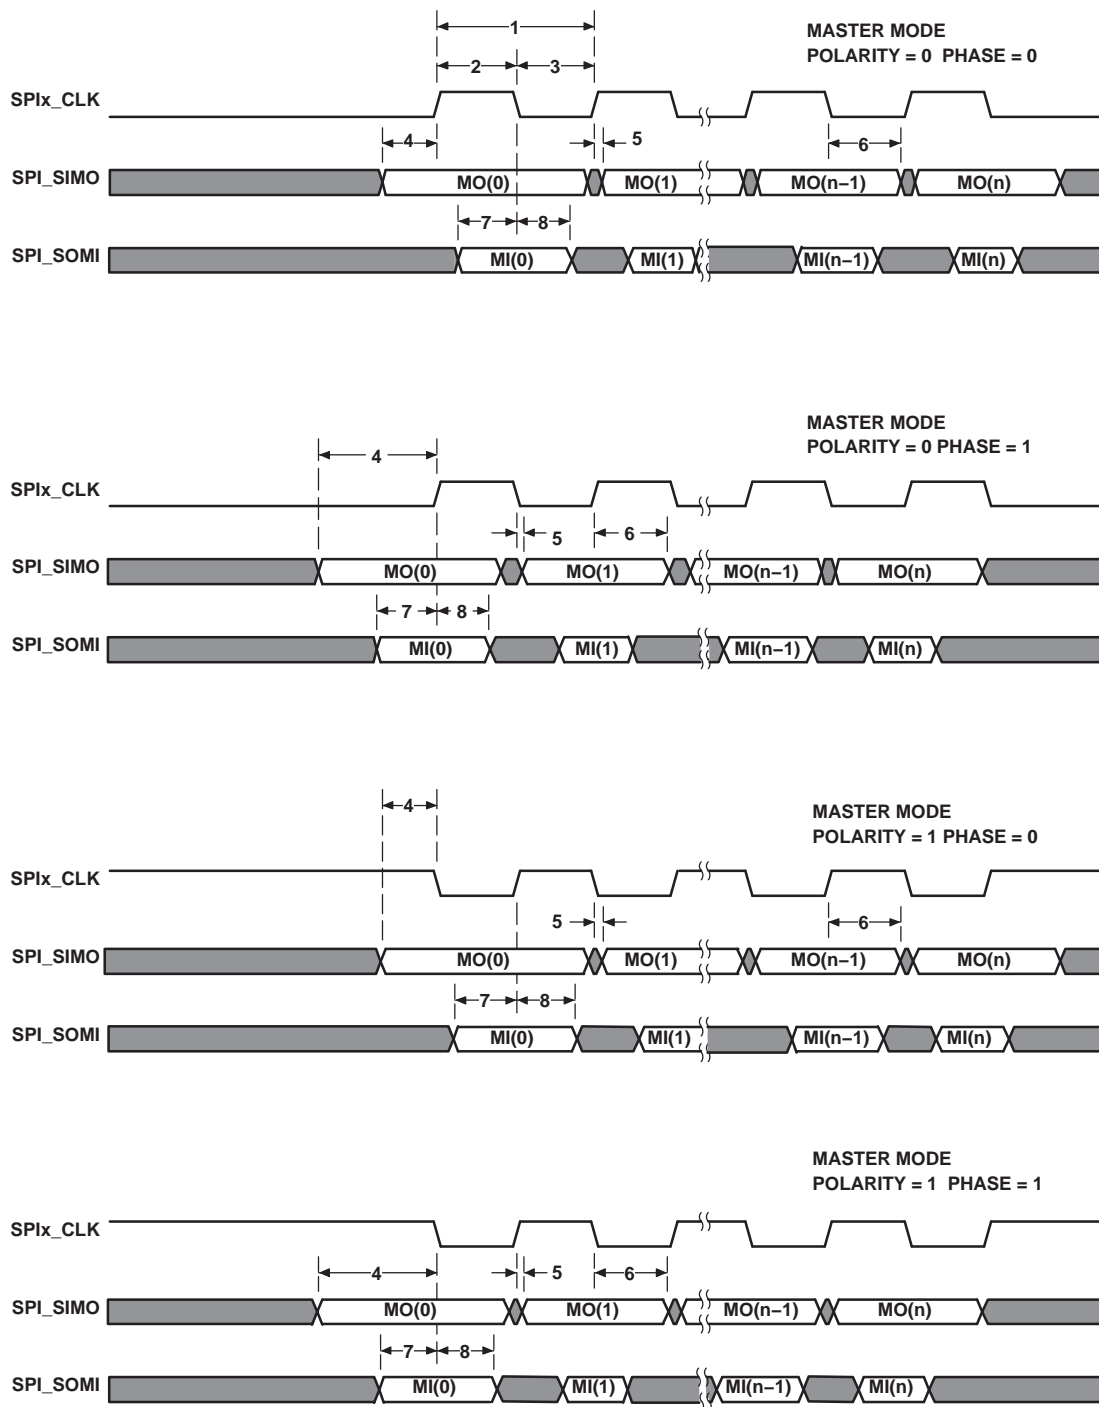 1
MASTER MODE
POLARITY = 0 PHASE = 0
2 3
SPIx_CLK
4 5 6
SPI_SIMO MO(0) MO(1) MO(n−1) MO(n)
7 8
SPI_SOMI MI(0) MI(1) MI(n−1) MI(n)
MASTER MODE
POLARITY = 0 PHASE = 1
4
SPIx_CLK
5 6
SPI_SIMO MO(0) MO(1) MO(n−1) MO(n)
7 8
SPI_SOMI MI(0) MI(1) MI(n−1) MI(n)
4
MASTER MODE
POLARITY = 1 PHASE = 0
SPIx_CLK
5 6
SPI_SIMO MO(0) MO(1) MO(n−1) MO(n)
7 8
SPI_SOMI MI(0) MI(1) MI(n−1) MI(n)
MASTER MODE
POLARITY = 1 PHASE = 1
SPIx_CLK
4 5 6
SPI_SIMO MO(0) MO(1) MO(n−1) MO(n)
7 8
SPI_SOMI MI(0) MI(1) MI(n−1) MI(n)